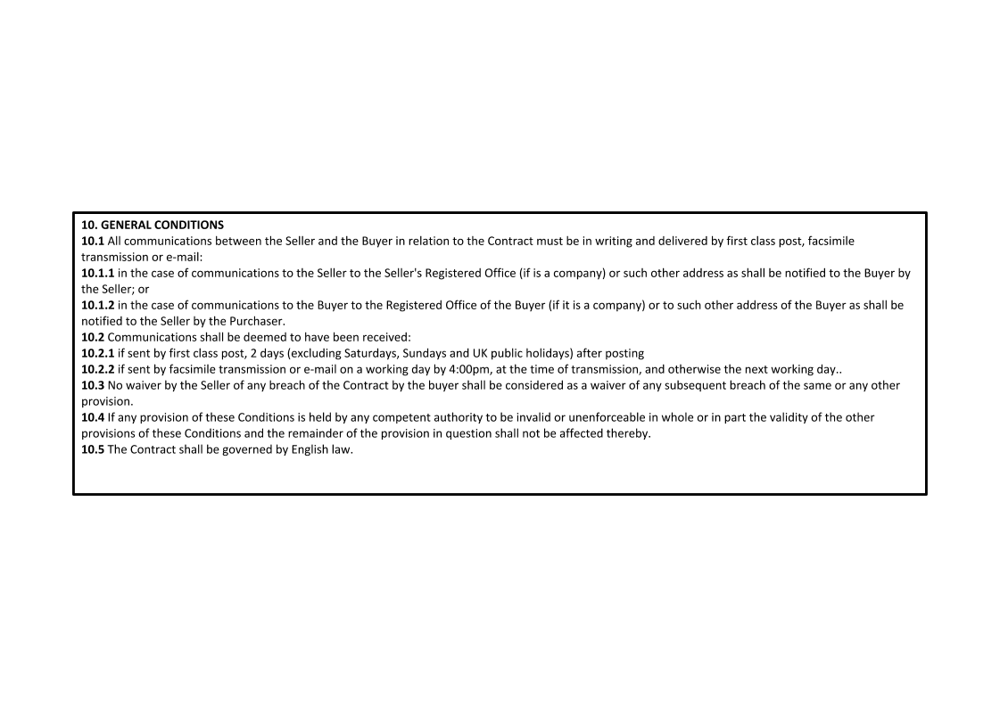 10. GENERAL CONDITIONS
10.1 All communications between the Seller and the Buyer in relation to the Contract must be in writing and delivered by first class post, facsimile
transmission or e-mail:
10.1.1 in the case of communications to the Seller to the Seller's Registered Office (if is a company) or such other address as shall be notified to the Buyer by
the Seller; or
10.1.2 in the case of communications to the Buyer to the Registered Office of the Buyer (if it is a company) or to such other address of the Buyer as shall be
notified to the Seller by the Purchaser.
10.2 Communications shall be deemed to have been received:
10.2.1 if sent by first class post, 2 days (excluding Saturdays, Sundays and UK public holidays) after posting
10.2.2 if sent by facsimile transmission or e-mail on a working day by 4:00pm, at the time of transmission, and otherwise the next working day..
10.3 No waiver by the Seller of any breach of the Contract by the buyer shall be considered as a waiver of any subsequent breach of the same or any other
provision.
10.4 If any provision of these Conditions is held by any competent authority to be invalid or unenforceable in whole or in part the validity of the other
provisions of these Conditions and the remainder of the provision in question shall not be affected thereby.
10.5 The Contract shall be governed by English law.